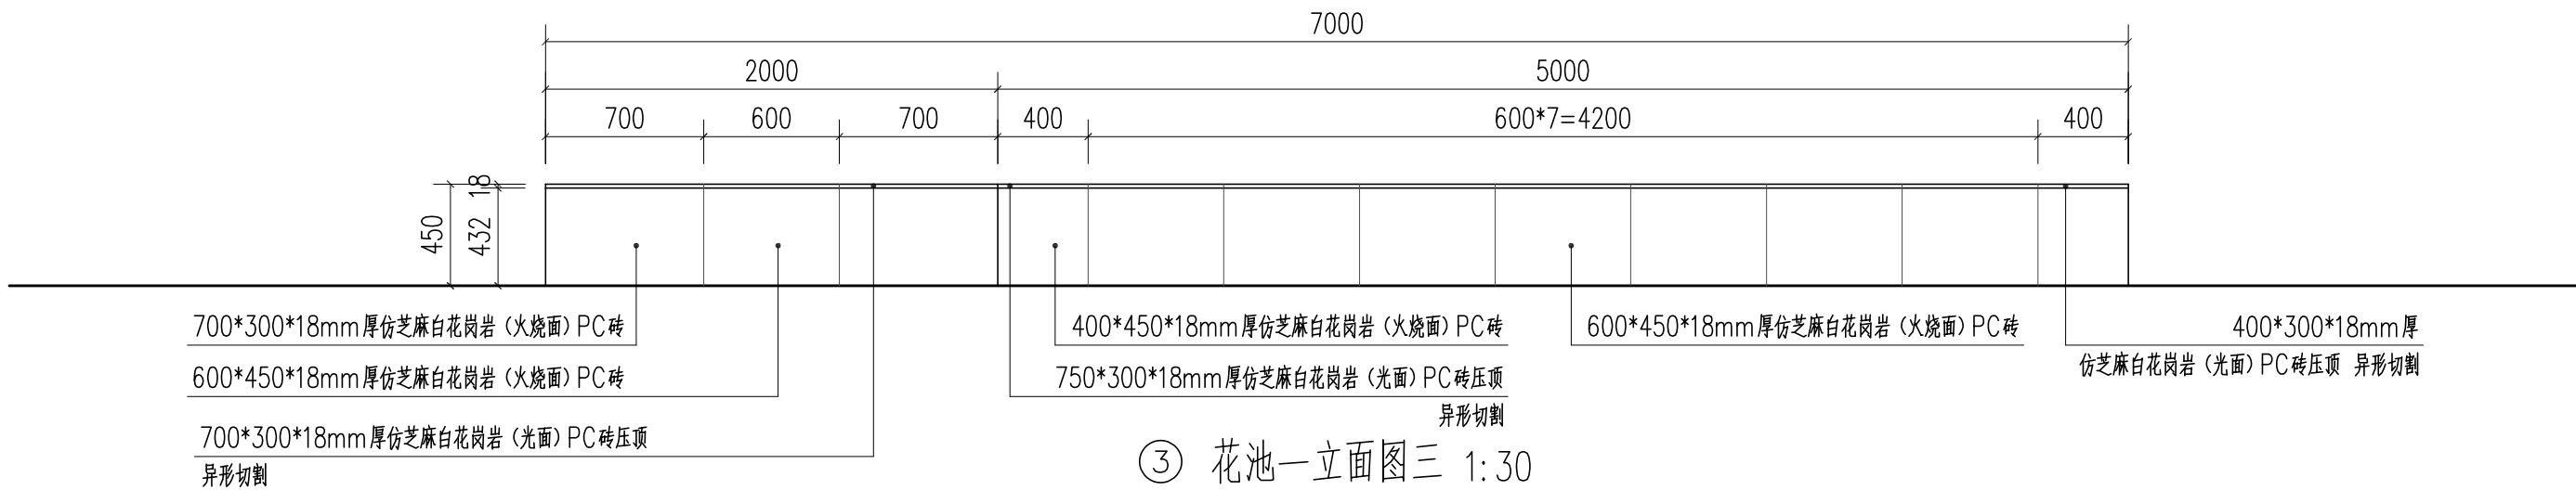 7000
2000
5000
700
600
700
400
600*7=4200
400
18
450
432
700*300*18mm厚仿芝麻白花岗岩（火烧面）PC砖
600*450*18mm厚仿芝麻白花岗岩（火烧面）PC砖
700*300*18mm厚仿芝麻白花岗岩（光面）PC砖压顶
异形切割
400*450*18mm厚仿芝麻白花岗岩（火烧面）PC砖
750*300*18mm厚仿芝麻白花岗岩（光面）PC砖压顶
异形切割
600*450*18mm厚仿芝麻白花岗岩（火烧面）PC砖
400*300*18mm厚
仿芝麻白花岗岩（光面）PC砖压顶 异形切割
③ 花池一立面图三 1:30